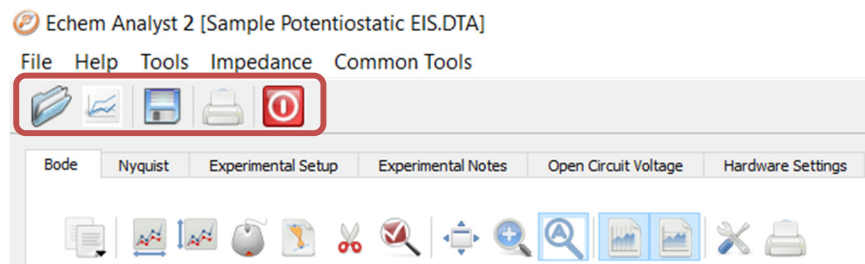 Echem Analyst 2 [Sample Potentiostatic EIS.DTA]
File Help Tools Impedance Common Tools
Bode Nyquist Experimental Setup Experimental Notes Open Circuit Voltage Hardware Settings
A